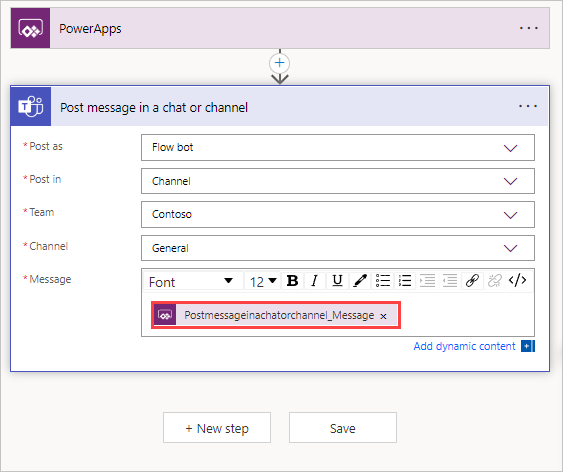 PowerApps
Post message in a chat or channel
* Post as Flow bot
* Post in Channel
* Team Contoso
* Channel General
* Message Font 12 B I U </>
Postmessageinachatorchannel_Message ×
Add dynamic content
+ New step Save